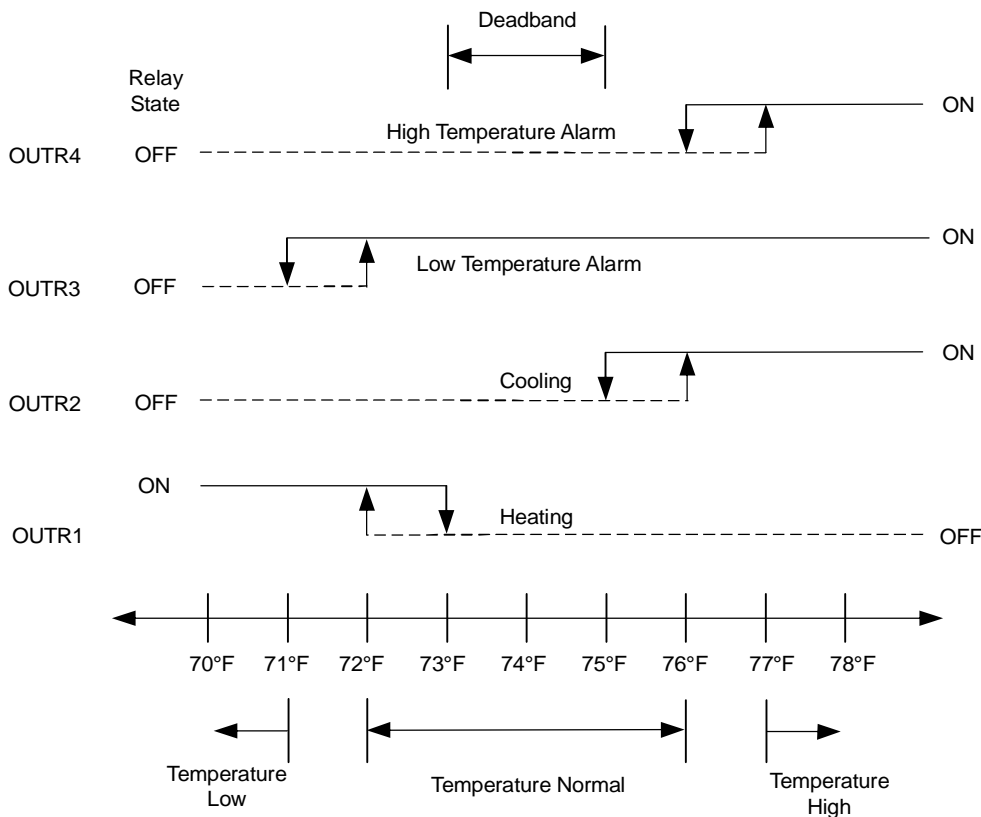 Deadband
Relay
State
ON
High Temperature Alarm
OUTR4
OFF
ON
Low Temperature Alarm
OUTR3
OFF
ON
Cooling
OUTR2
OFF
ON
Heating
OUTR1
OFF
70°F 71°F 72°F 73°F 74°F 75°F 76°F 77°F 78°F
Temperature
Low
Temperature Normal
Temperature
High